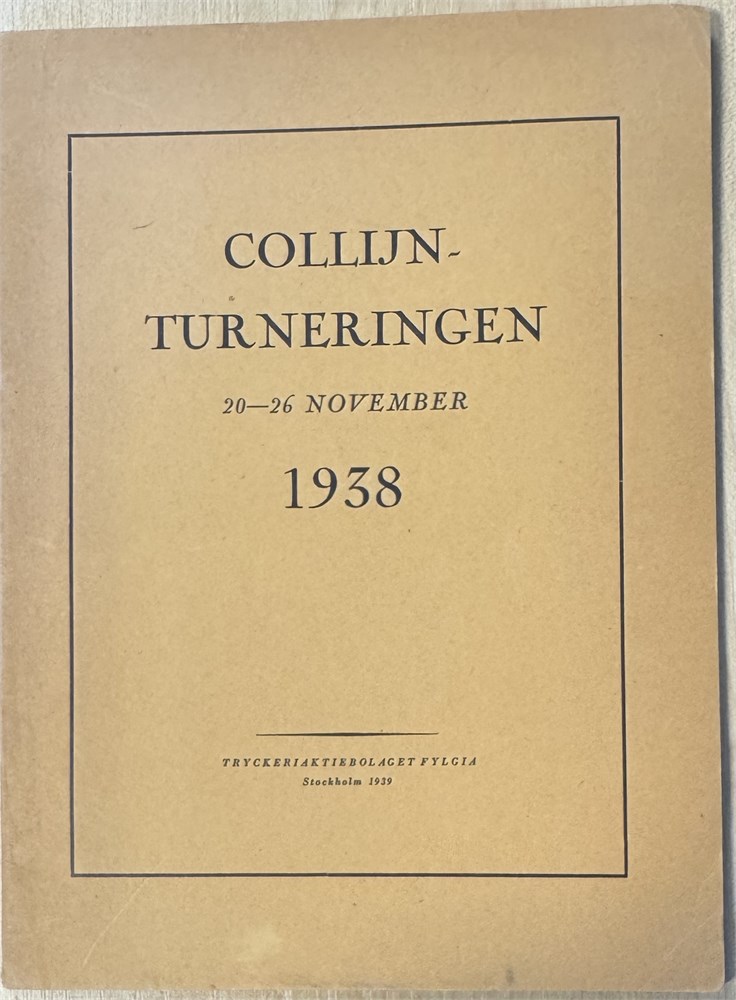 COLLIJN-
TURNERINGEN
20—26 NOVEMBER
1938
TRYCKERIAKTIEBOLAGET FYLGIA
Stockholm 1939